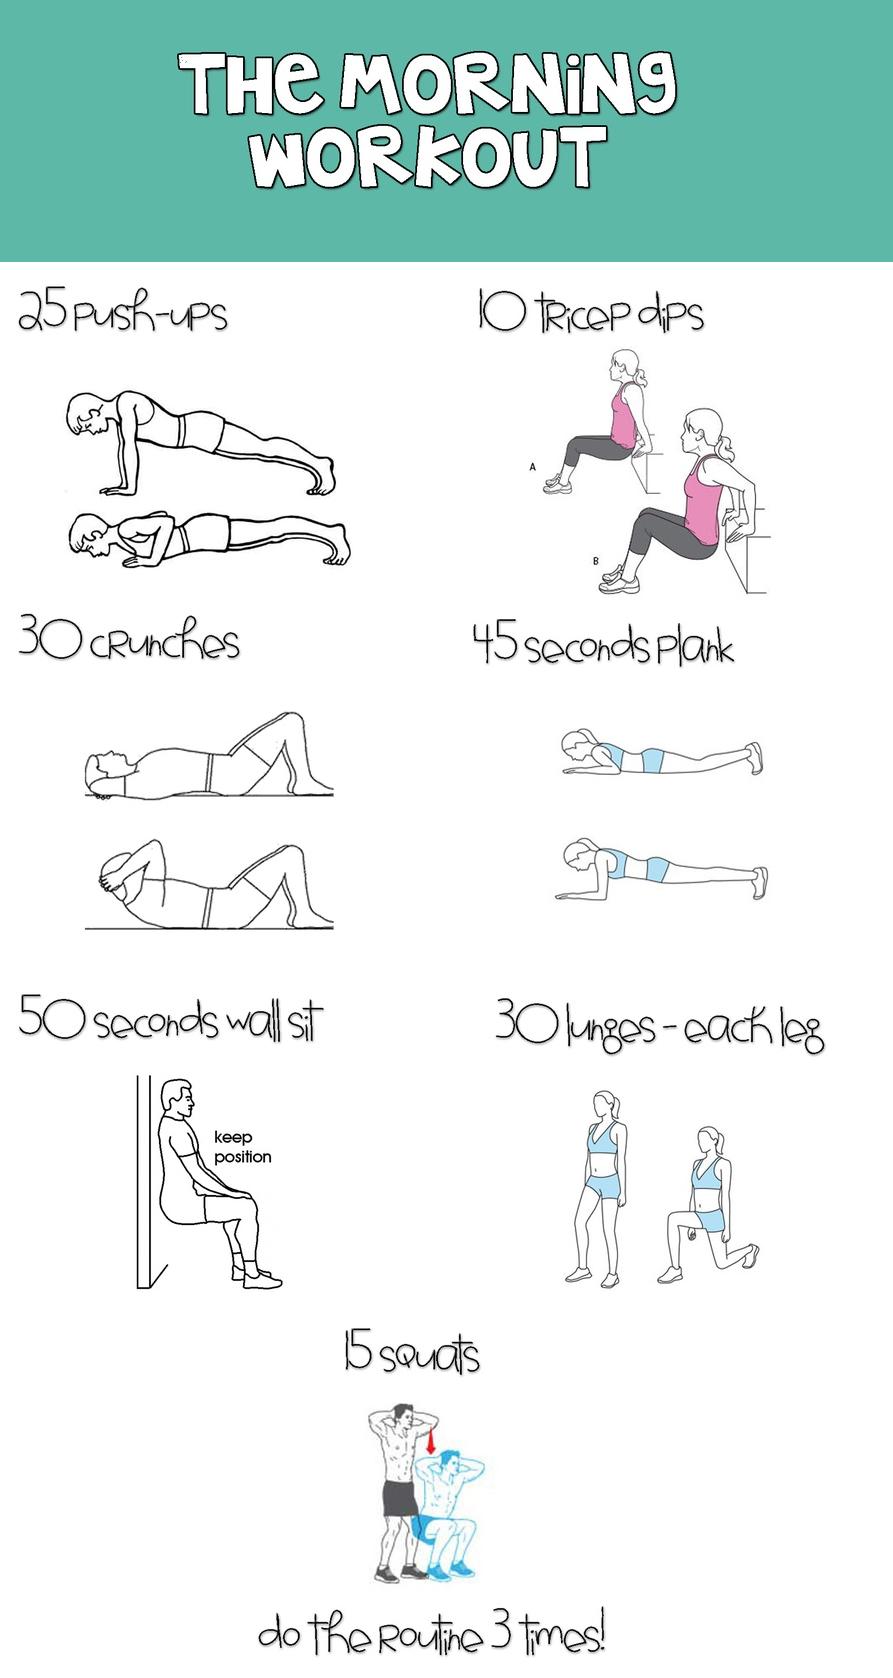 THE MORNING
WORKOUT
25 push-ups
10 tricep dips
A
B
30 crunches
45 seconds plank
50 seconds wall sit
30 lunges - each leg
keep
position
15 squats
do the routine 3 times!